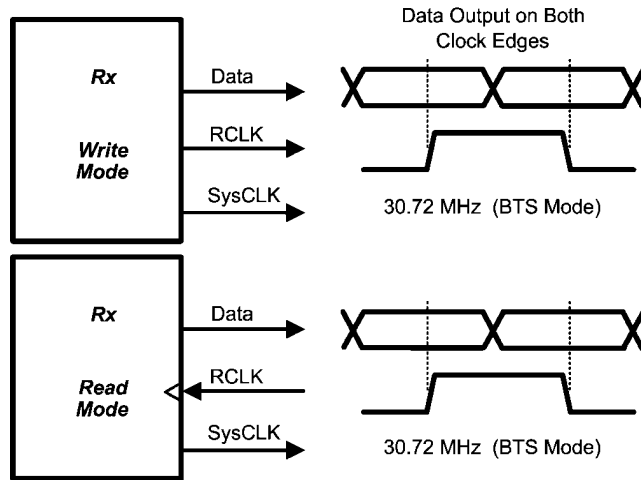 Data Output on Both
Clock Edges
Rx
Data
Write
Mode
RCLK
SysCLK
30.72 MHz (BTS Mode)
Rx
Data
Read
Mode
RCLK
SysCLK
30.72 MHz (BTS Mode)